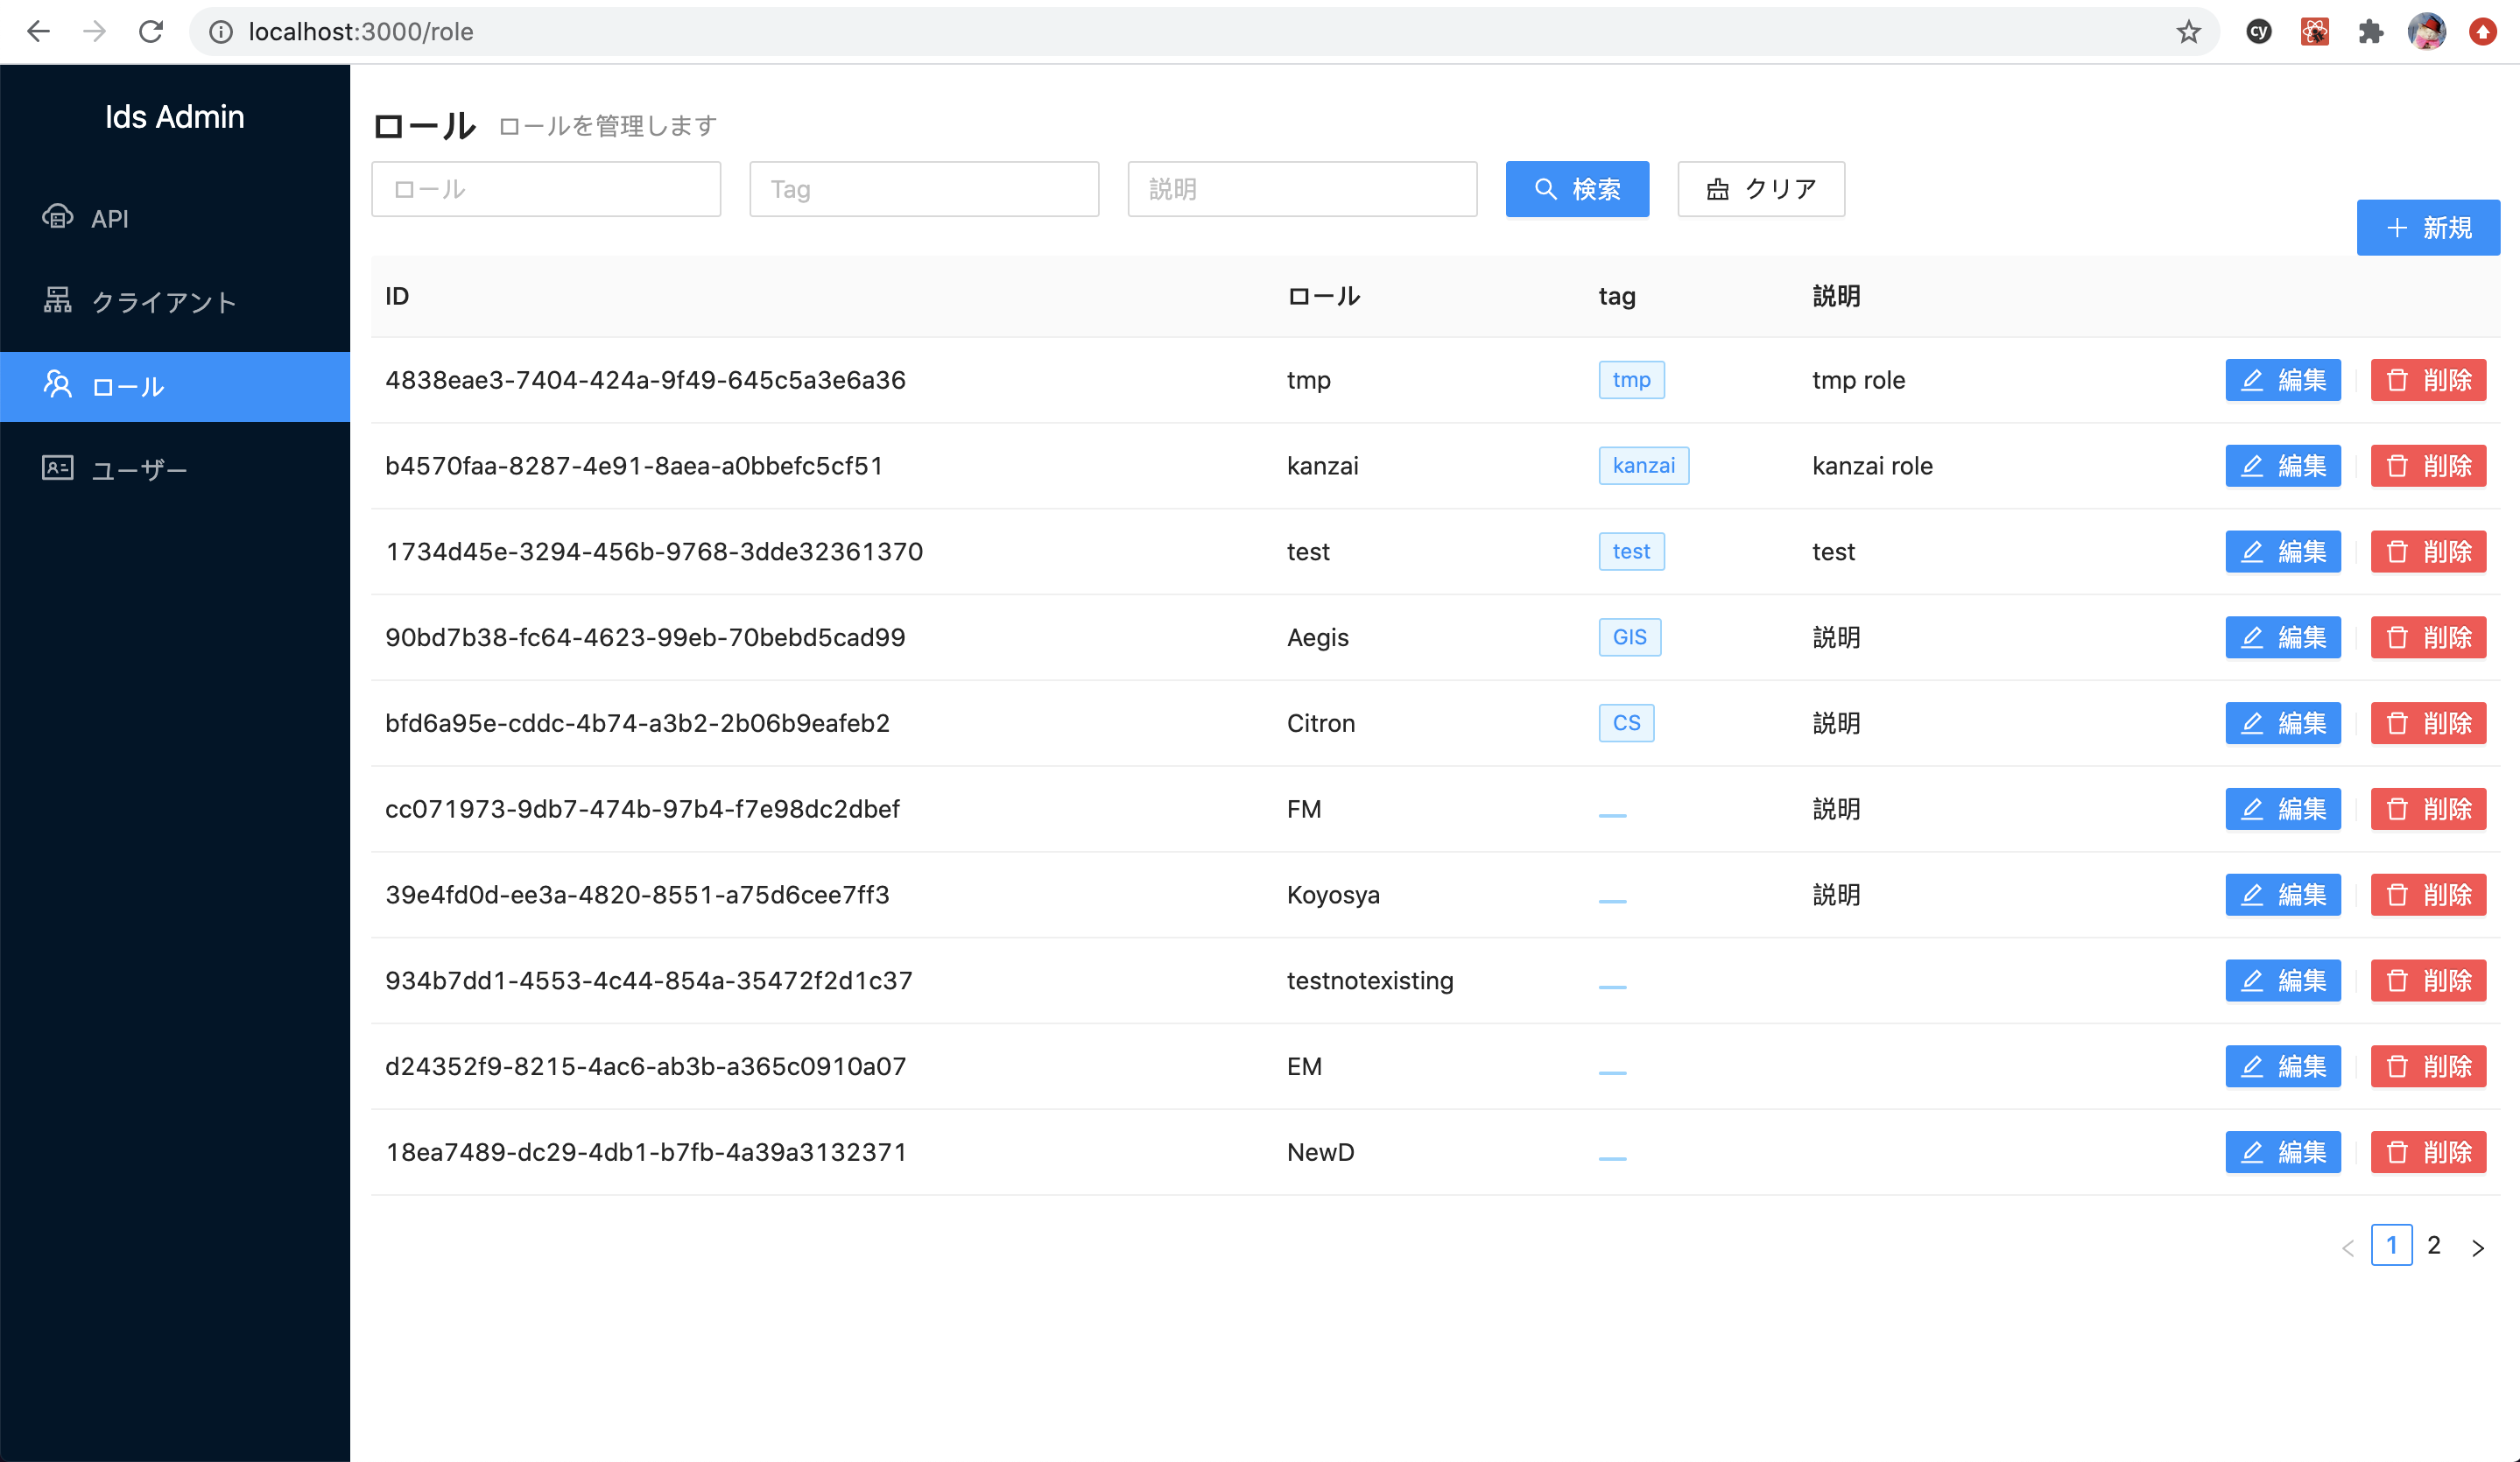 localhost:3000/role
cy
Ids Admin
API
クライアント
ロール
ユーザー
ロール ロールを管理します
ロール Tag 説明 検索 クリア
新規
ID ロール tag 説明
4838eae3-7404-424a-9f49-645c5a3e6a36 tmp tmp tmp role 編集 削除
b4570faa-8287-4e91-8aea-a0bbefc5cf51 kanzai kanzai kanzai role 編集 削除
1734d45e-3294-456b-9768-3dde32361370 test test test 編集 削除
90bd7b38-fc64-4623-99eb-70bebd5cad99 Aegis GIS 説明 編集 削除
bfd6a95e-cddc-4b74-a3b2-2b06b9eafeb2 Citron CS 説明 編集 削除
cc071973-9db7-474b-97b4-f7e98dc2dbef FM 説明 編集 削除
39e4fd0d-ee3a-4820-8551-a75d6cee7ff3 Koyosya 説明 編集 削除
934b7dd1-4553-4c44-854a-35472f2d1c37 testnotexisting 編集 削除
d24352f9-8215-4ac6-ab3b-a365c0910a07 EM 編集 削除
18ea7489-dc29-4db1-b7fb-4a39a3132371 NewD 編集 削除
< 1 2 >